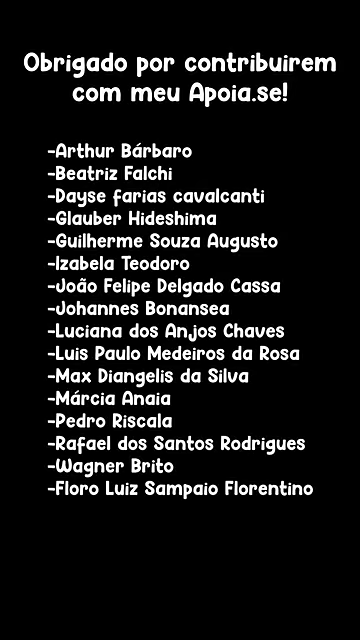 Obrigado por contribuirem
com meu Apoia.se!
-Arthur Bárbaro
-Beatriz Falchi
-Dayse farias cavalcanti
-Glauber Hideshima
-Guilherme Souza Augusto
-Izabela Teodoro
-João Felipe Delgado Cassa
-Johannes Bonansea
-Luciana dos Anjos Chaves
-Luis Paulo Medeiros da Rosa
-Max Diangelis da Silva
-Márcia Anaia
-Pedro Riscala
-Rafael dos Santos Rodrigues
-Wagner Brito
-Floro Luiz Sampaio Florentino